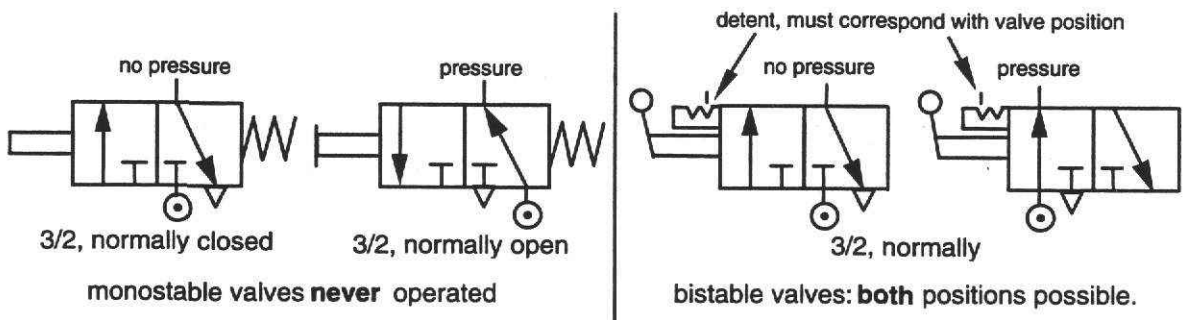 detent, must correspond with valve position
no pressure
pressure
no pressure
pressure
3/2, normally closed
3/2, normally open
3/2, normally
monostable valves never operated
bistable valves: both positions possible.